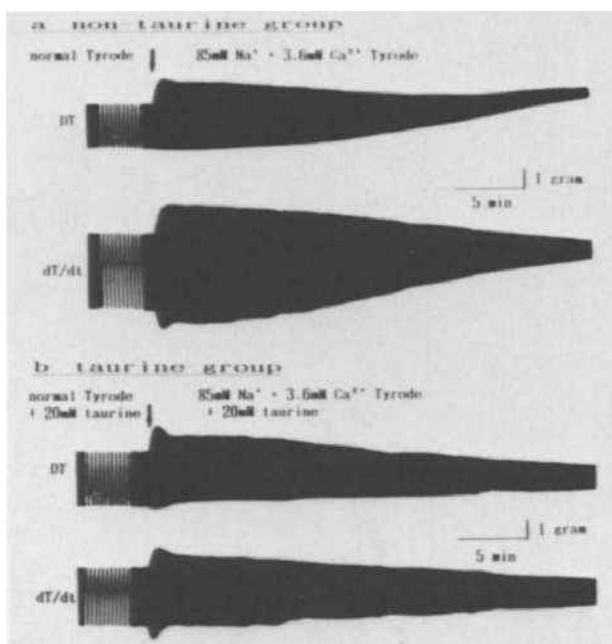 a non taurine group
normal Tyrode 85mM Na⁺ · 3.6mM Ca²⁺ Tyrode
DT
1 gram
5 min
dT/dt
b taurine group
normal Tyrode 85mM Na⁺ · 3.6mM Ca²⁺ Tyrode
+ 20mM taurine + 20mM taurine
DT
1 gram
5 min
dT/dt